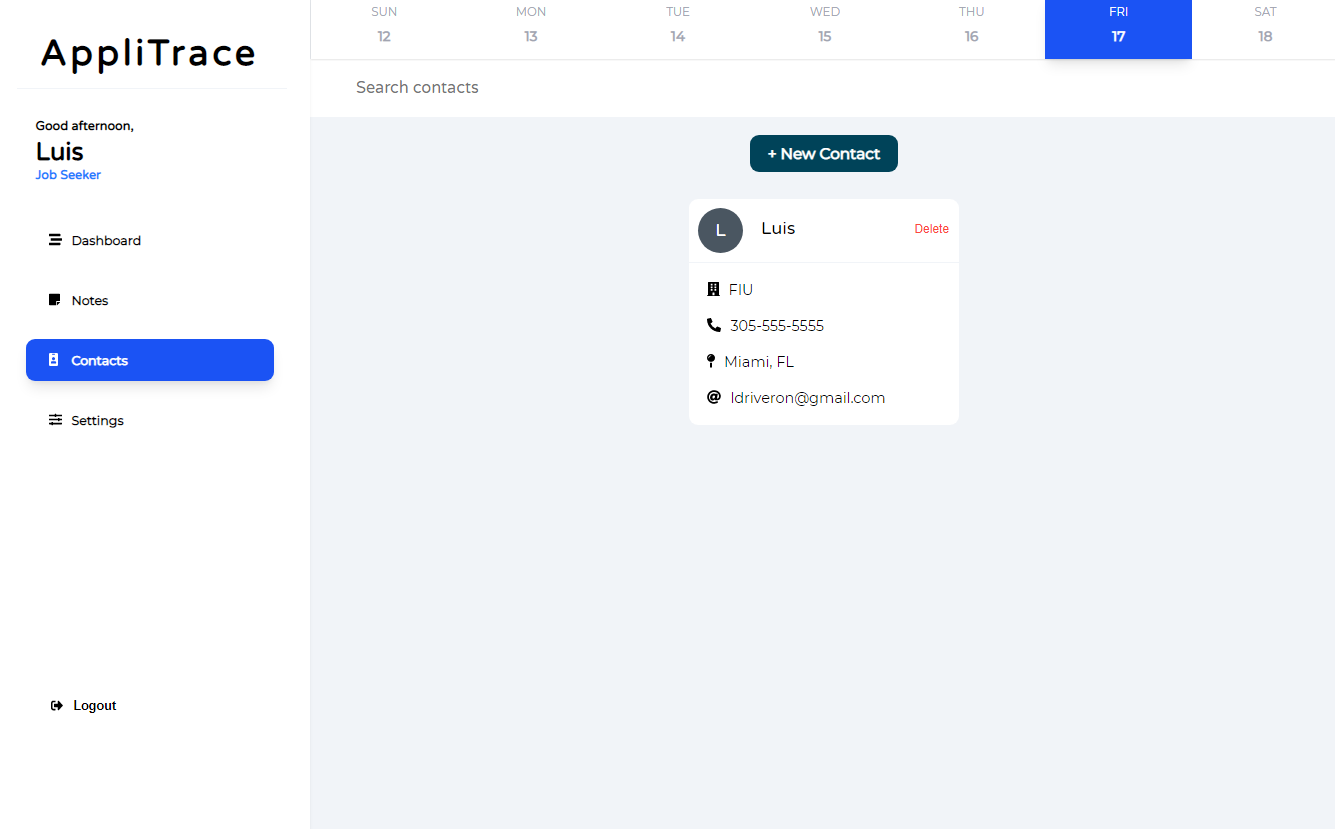 AppliTrace
Good afternoon,
Luis
Job Seeker
Dashboard
Notes
Contacts
Settings
Logout
SUN MON TUE WED THU FRI SAT
12 13 14 15 16 17 18
Search contacts
+ New Contact
L Luis Delete
FIU
305-555-5555
Miami, FL
ldriveron@gmail.com